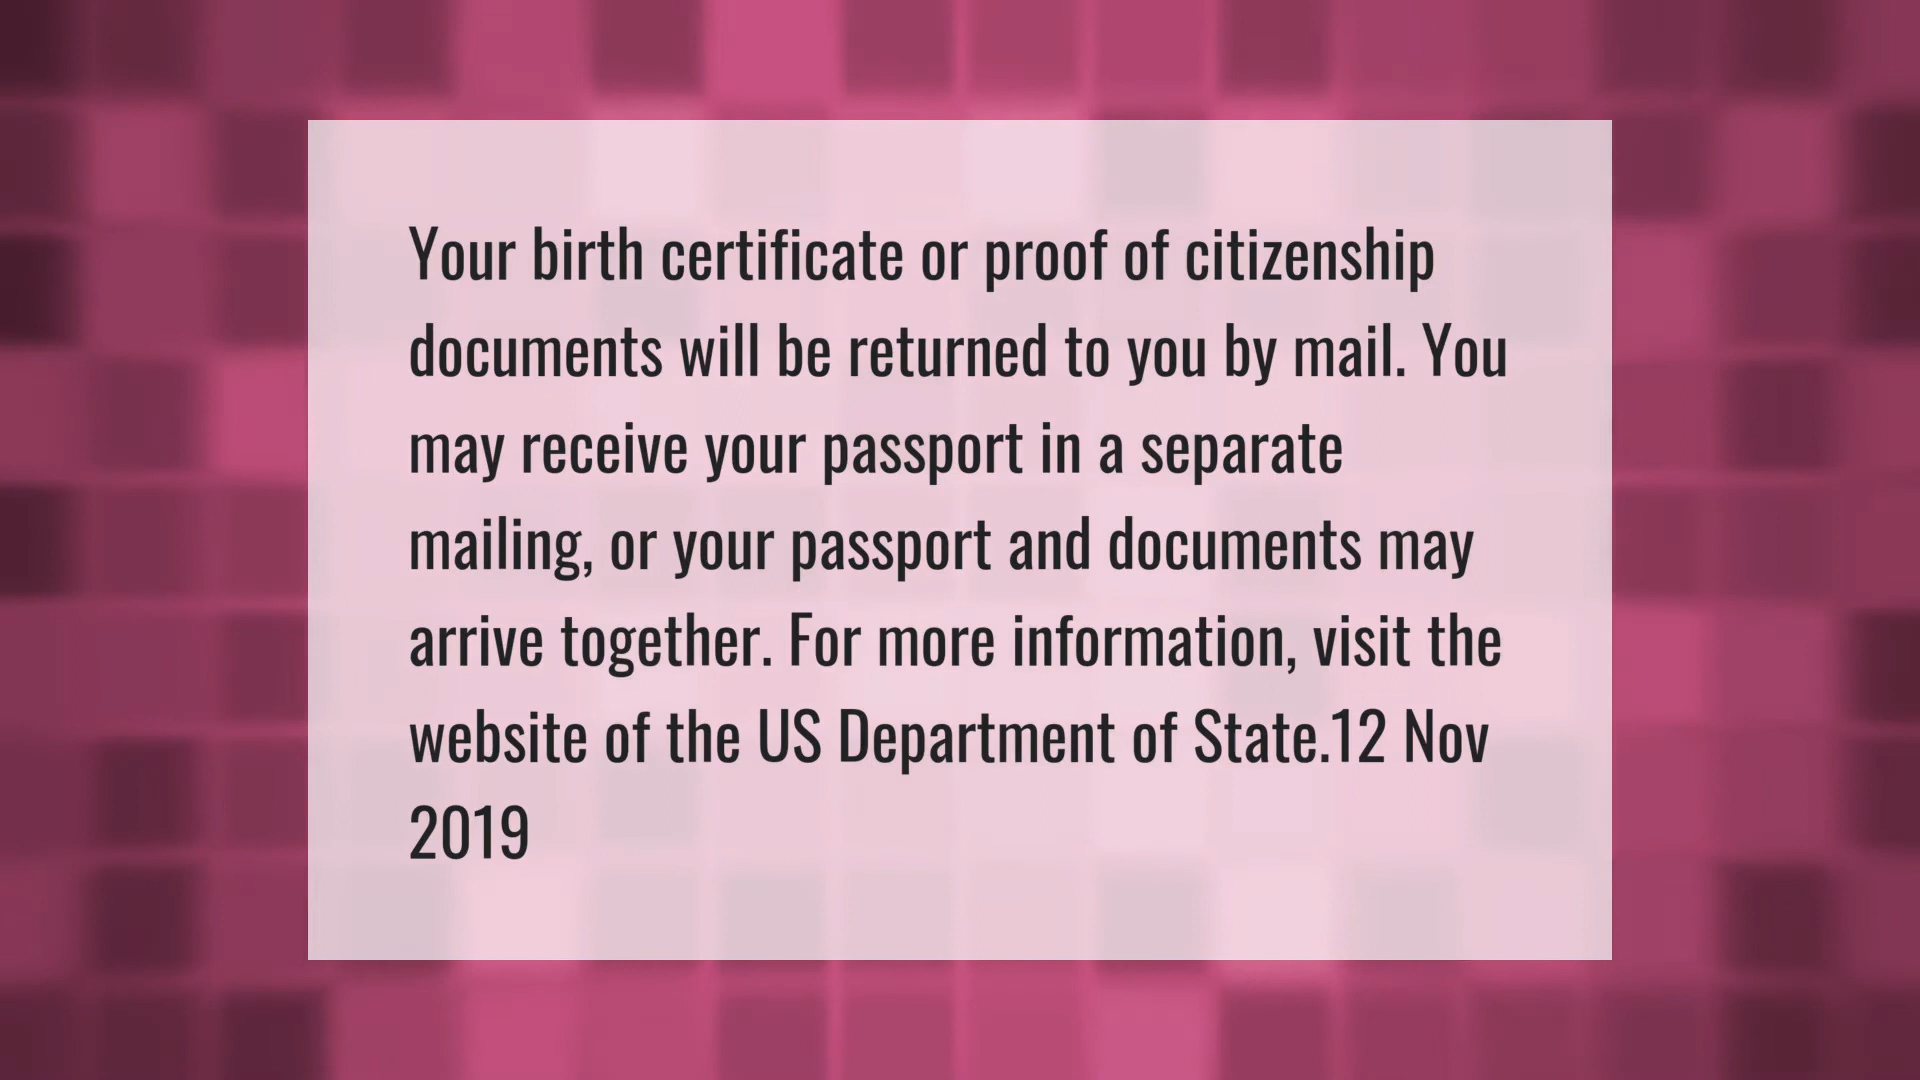 Your birth certificate or proof of citizenship
documents will be returned to you by mail. You
may receive your passport in a separate
mailing, or your passport and documents may
arrive together. For more information, visit the
website of the US Department of State.12 Nov
2019